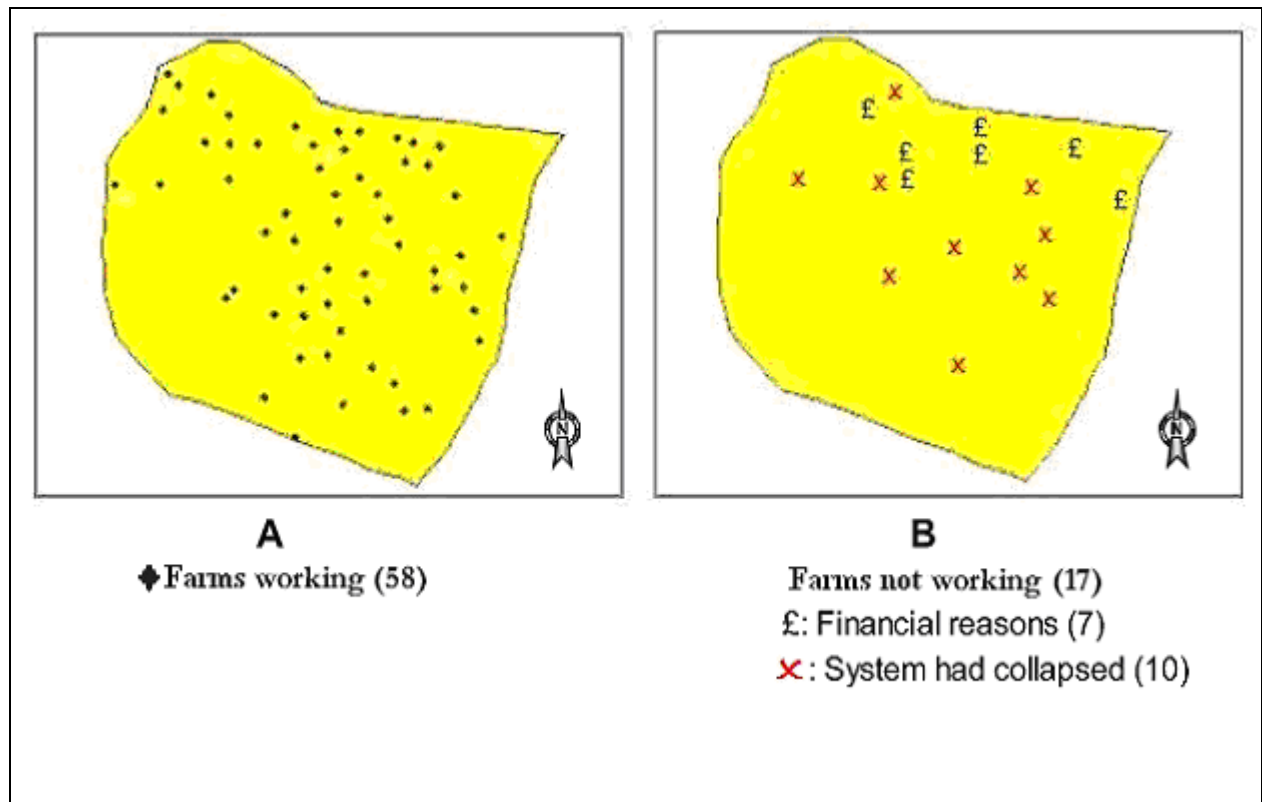 N
N
A
Farms working (58)
B
Farms not working (17)
£: Financial reasons (7)
X: System had collapsed (10)